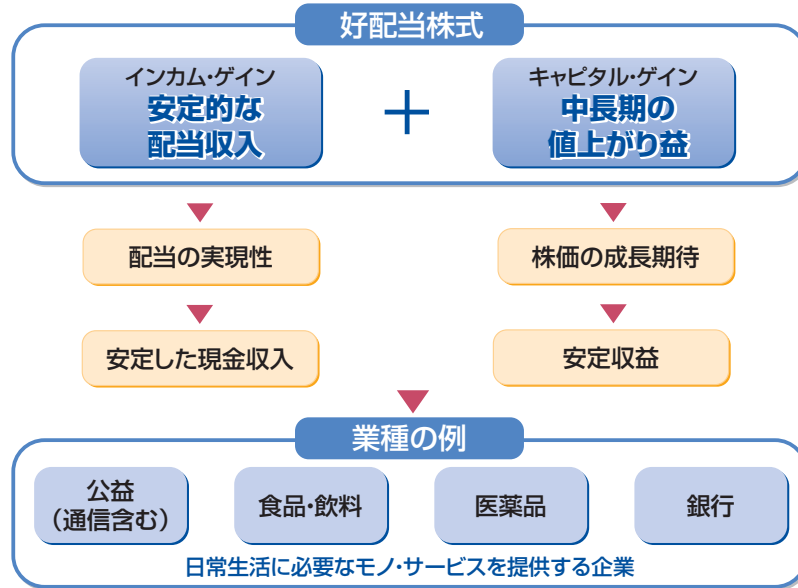 好配当株式
インカム・ゲイン
安定的な
配当収入
＋
キャピタル・ゲイン
中長期の
値上がり益
配当の実現性
株価の成長期待
安定した現金収入
安定収益
業種の例
公益
（通信含む）
食品・飲料
医薬品
銀行
日常生活に必要なモノ・サービスを提供する企業